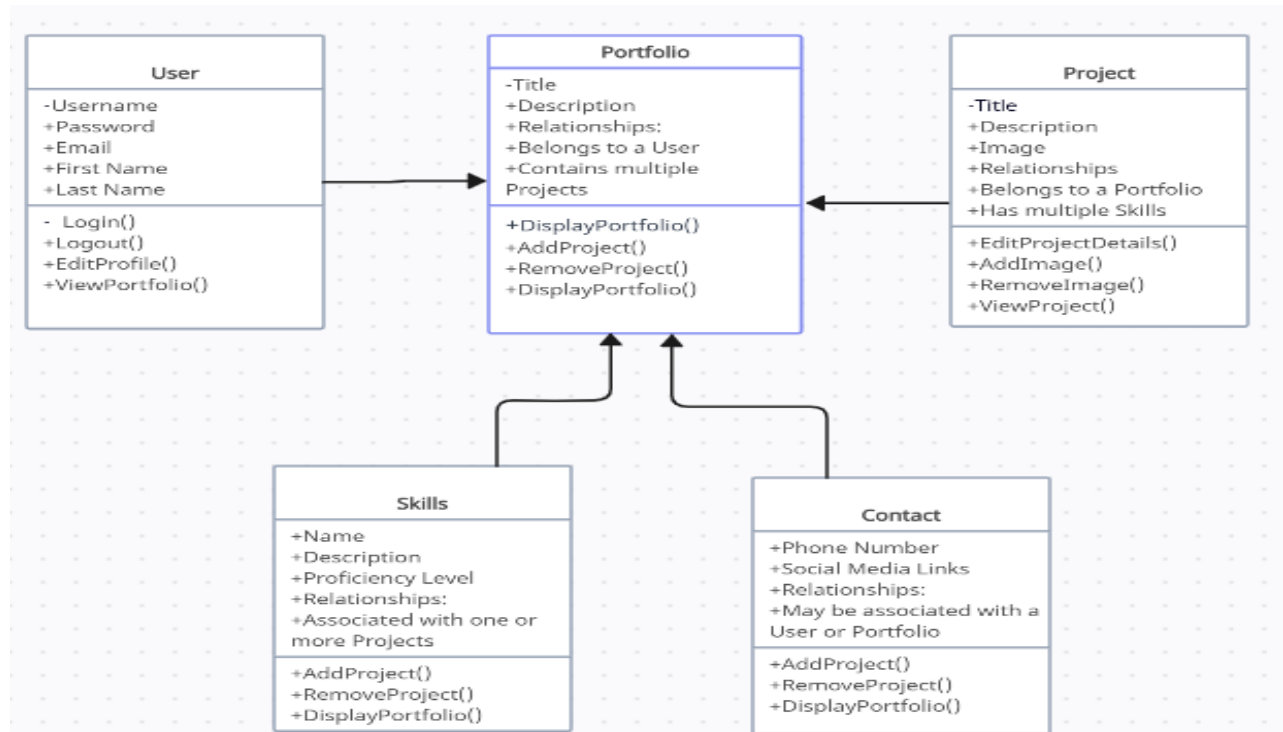 User
-Username
+Password
+Email
+First Name
+Last Name
- Login()
+Logout()
+EditProfile()
+ViewPortfolio()
Portfolio
-Title
+Description
+Relationships:
+Belongs to a User
+Contains multiple
Projects
+DisplayPortfolio()
+AddProject()
+RemoveProject()
+DisplayPortfolio()
Project
-Title
+Description
+Image
+Relationships
+Belongs to a Portfolio
+Has multiple Skills
+EditProjectDetails()
+AddImage()
+RemoveImage()
+ViewProject()
Skills
+Name
+Description
+Proficiency Level
+Relationships:
+Associated with one or
more Projects
+AddProject()
+RemoveProject()
+DisplayPortfolio()
Contact
+Phone Number
+Social Media Links
+Relationships:
+May be associated with a
User or Portfolio
+AddProject()
+RemoveProject()
+DisplayPortfolio()